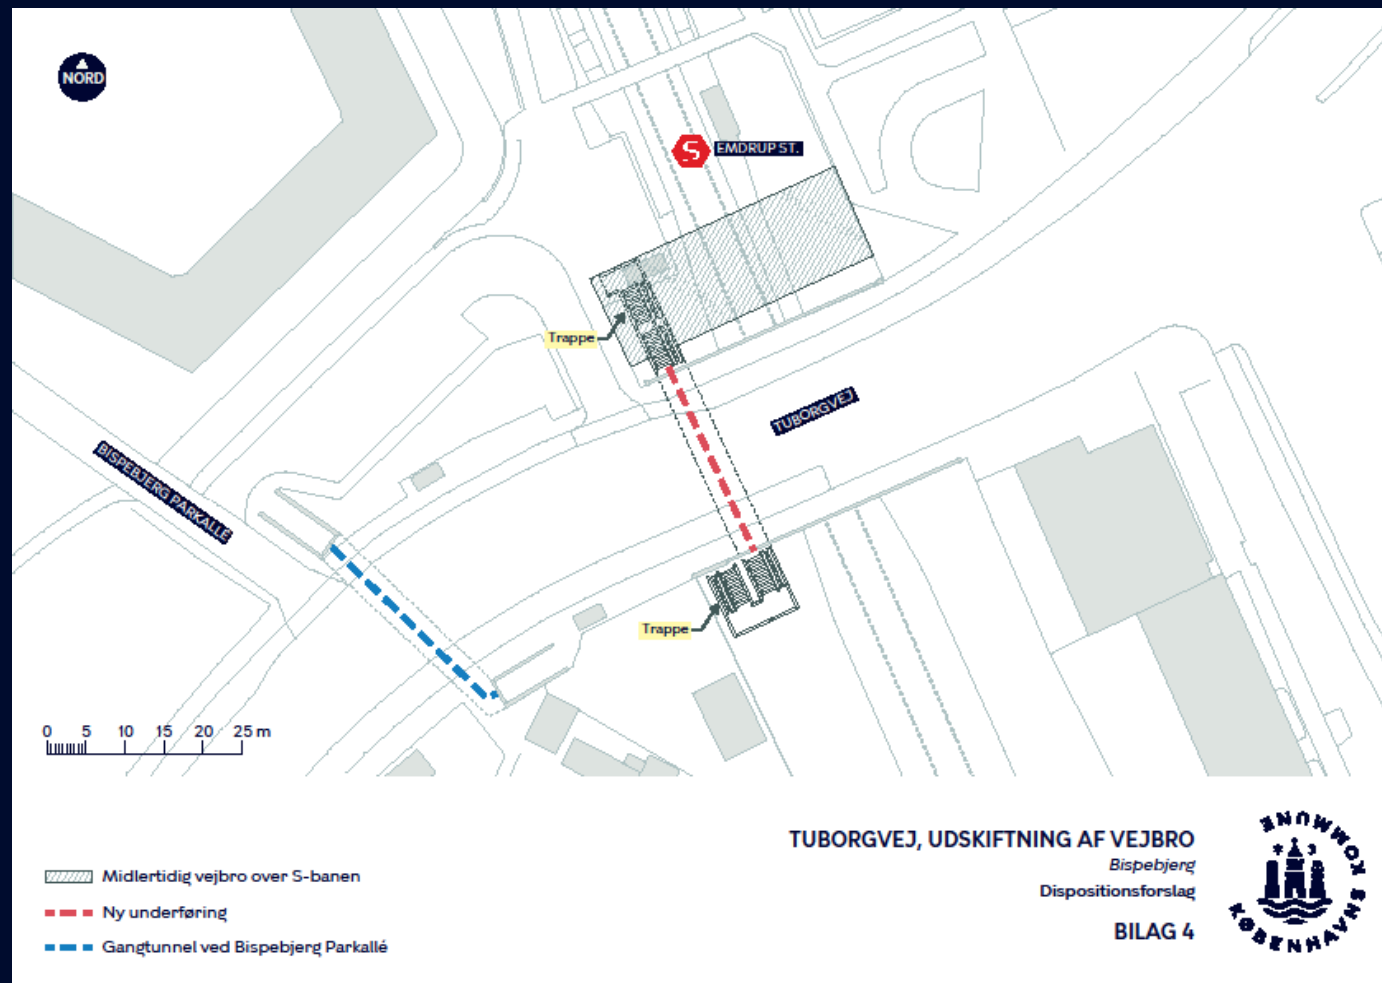 NORD
S
EMDRUP ST.
Trappe
TUBORGVEJ
BISPEBJERG PARKALLÉ
Trappe
0 5 10 15 20 25 m
TUBORGVEJ, UDSKIFTNING AF VEJBRO
Bispebjerg
Dispositionsforslag
BILAG 4
Midlertidig vejbro over S-banen
Ny underføring
Gangtunnel ved Bispebjerg Parkallé
KØBENHAVNS KOMMUNE